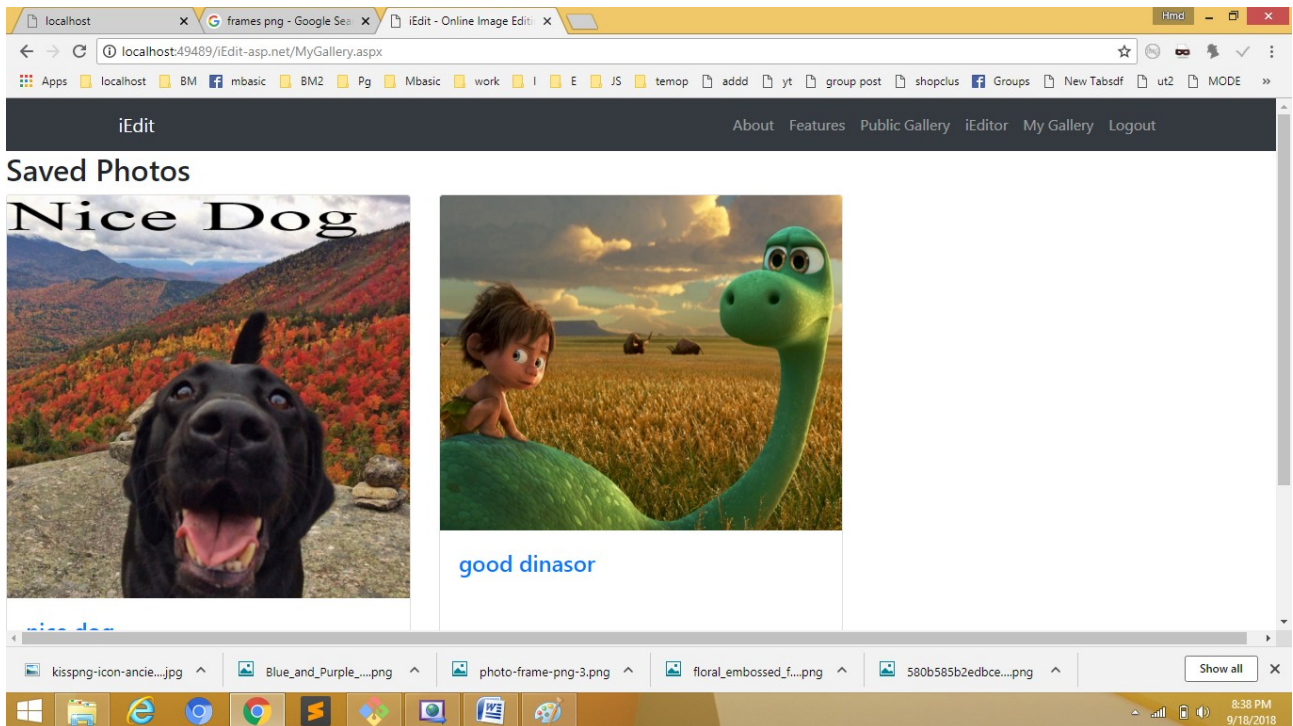 localhost
frames png - Google Sea
iEdit - Online Image Editi
Hmd
localhost:49489/iEdit-asp.net/MyGallery.aspx
Apps localhost BM mbasic BM2 Pg Mbasic work I E JS temop addd yt group post shopclus Groups New Tabsdf ut2 MODE »
iEdit About Features Public Gallery iEditor My Gallery Logout
Saved Photos
Nice Dog
good dinasor
nice dog
kisspng-icon-ancie....jpg Blue_and_Purple_....png photo-frame-png-3.png floral_embossed_f....png 580b585b2edbce....png Show all
8:38 PM
9/18/2018